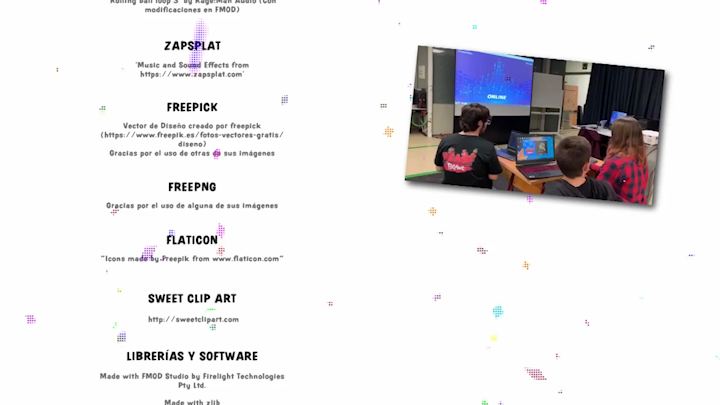 "Rolling ball loop 3" by Rage-Man Audio (Con
modificaciones en FMOD)
ZAPSPLAT
'Music and Sound Effects from
https://www.zapsplat.com'
FREEPICK
Vector de Diseño creado por freepick
(https://www.freepik.es/fotos-vectores-gratis/
diseno)
Gracias por el uso de otras de sus imágenes
FREEPNG
Gracias por el uso de alguna de sus imágenes
FLATICON
"Icons made by Freepik from www.flaticon.com"
SWEET CLIP ART
http://sweetclipart.com
LIBRERÍAS Y SOFTWARE
Made with FMOD Studio by Firelight Technologies
Pty Ltd.
Made with zlib
ONLINE